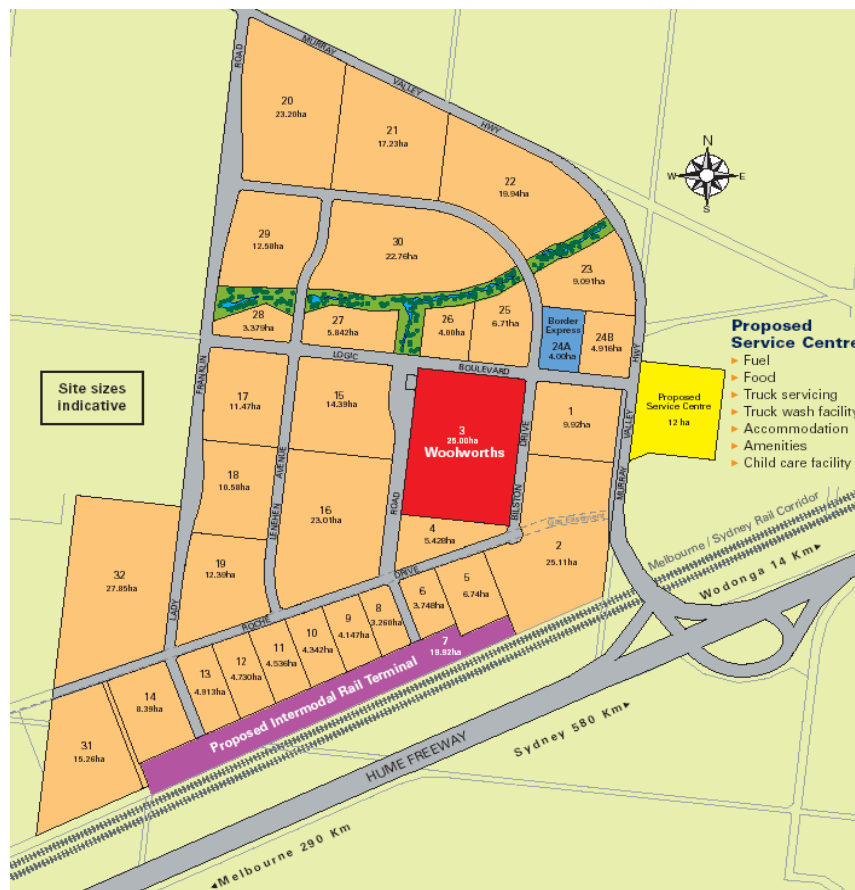 MURRAY
VALLEY
HWY
ROAD
20
23.20ha
21
17.23ha
22
19.94ha
N
W
E
S
29
12.58ha
30
22.76ha
23
9.091ha
28
3.379ha
27
5.842ha
26
4.00ha
25
6.71ha
Border
Express
24A
4.00ha
24B
4.916ha
HWY
Proposed
Service Centre
► Fuel
► Food
► Truck servicing
► Truck wash facility
► Accommodation
► Amenities
► Child care facility
LOGIC
BOULEVARD
FRANKLIN
Site sizes
indicative
17
11.47ha
15
14.39ha
3
25.00ha
Woolworths
DRIVE
1
9.92ha
VALLEY
Proposed
Service Centre
12 ha
18
10.58ha
AVENUE
16
23.01ha
ROAD
BILSTON
MURRAY
LENEHEN
4
5.428ha
Gas Easement
2
25.11ha
Melbourne / Sydney Rail Corridor
Wodonga 14 Km►
32
27.85ha
19
12.39ha
LADY
DRIVE
ROCHE
5
6.74ha
6
3.748ha
8
3.260ha
9
4.147ha
10
4.342ha
11
4.536ha
12
4.730ha
13
4.913ha
7
19.92ha
14
8.39ha
Proposed Intermodal Rail Terminal
31
15.26ha
HUME FREEWAY
Sydney 580 Km►
◄Melbourne 290 Km